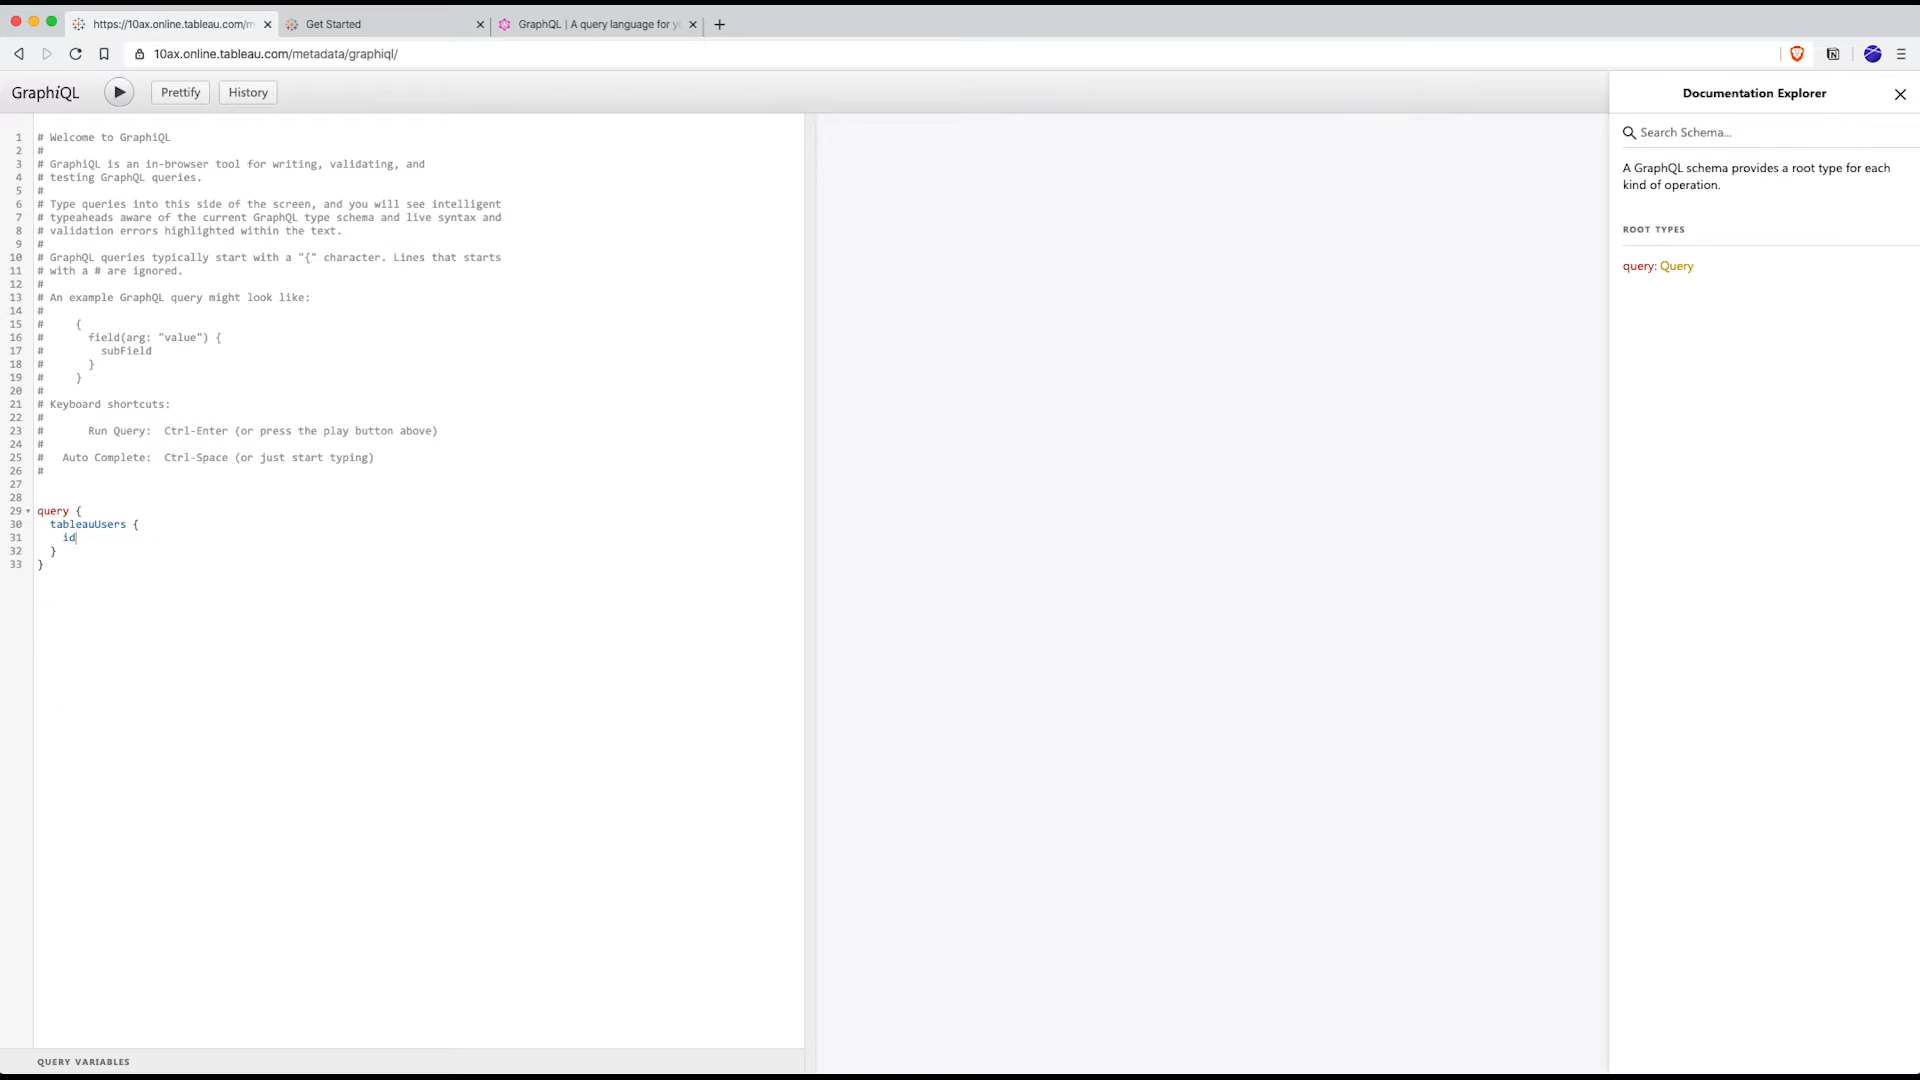 https://10ax.online.tableau.com/m
Get Started
GraphQL | A query language for y
10ax.online.tableau.com/metadata/graphiql/
GraphiQL
Prettify
History
Documentation Explorer
Search Schema...
A GraphQL schema provides a root type for each
kind of operation.
ROOT TYPES
query: Query
1 # Welcome to GraphiQL
2 #
3 # GraphiQL is an in-browser tool for writing, validating, and
4 # testing GraphQL queries.
5 #
6 # Type queries into this side of the screen, and you will see intelligent
7 # typeaheads aware of the current GraphQL type schema and live syntax and
8 # validation errors highlighted within the text.
9 #
10 # GraphQL queries typically start with a "{" character. Lines that starts
11 # with a # are ignored.
12 #
13 # An example GraphQL query might look like:
14 #
15 #     {
16 #       field(arg: "value") {
17 #         subField
18 #       }
19 #     }
20 #
21 # Keyboard shortcuts:
22 #
23 #       Run Query:  Ctrl-Enter (or press the play button above)
24 #
25 #   Auto Complete:  Ctrl-Space (or just start typing)
26 #
27
28
29 query {
30   tableauUsers {
31     id
32   }
33 }
QUERY VARIABLES